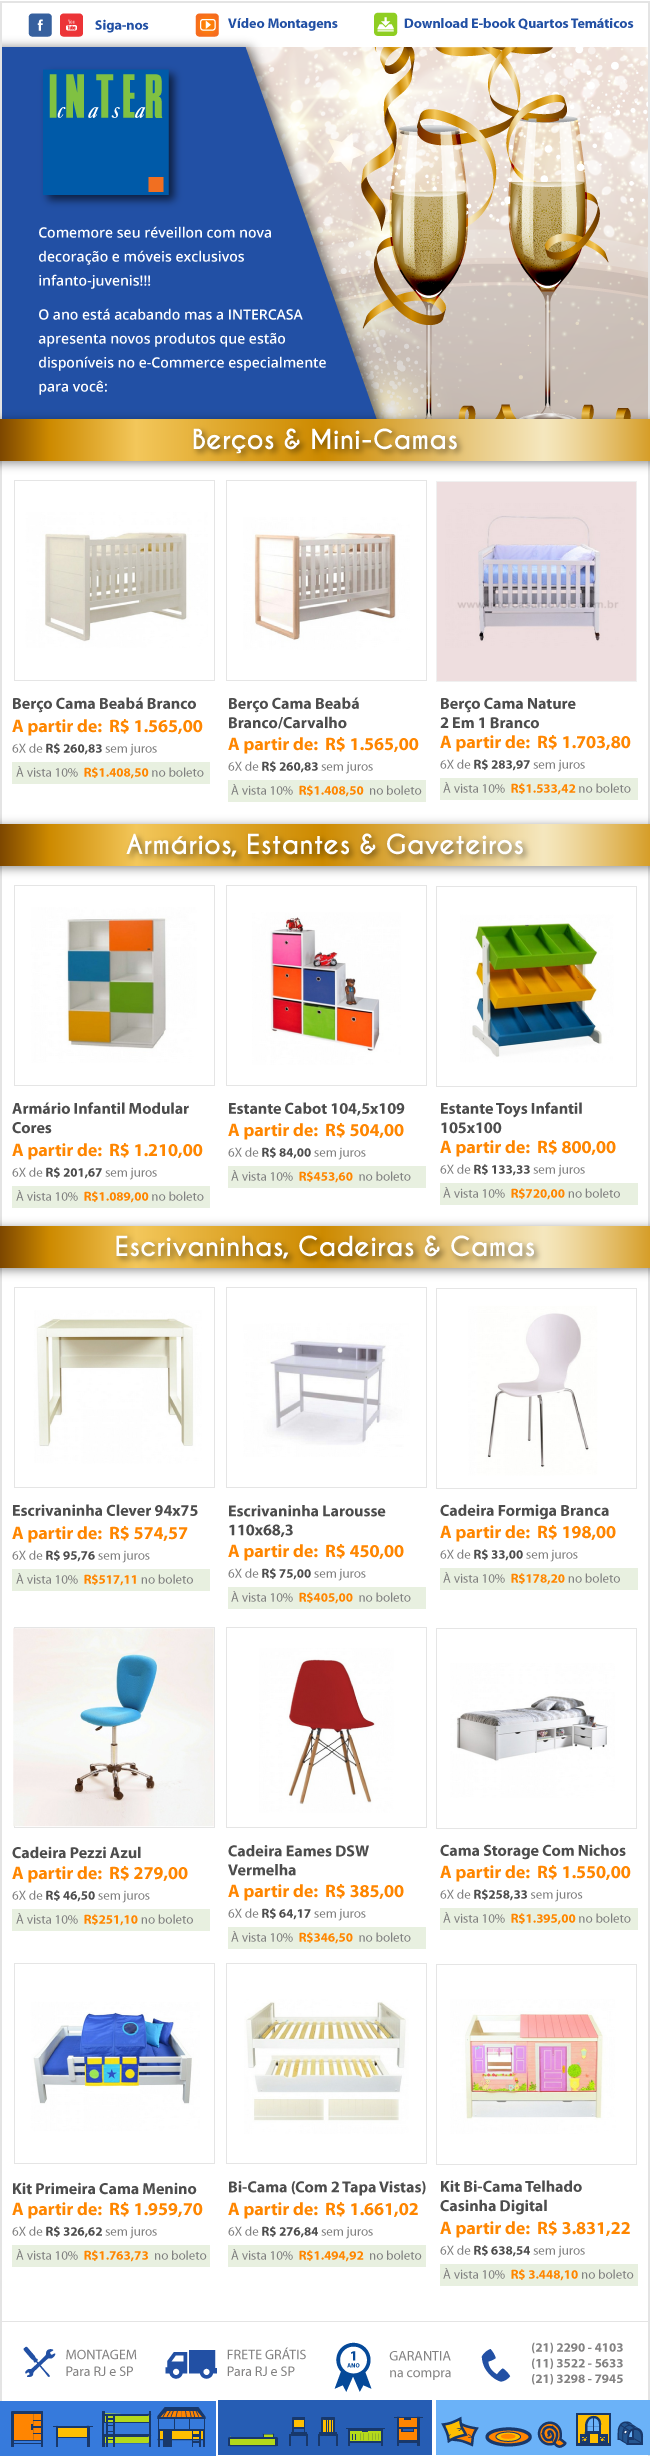 Siga-nos
Vídeo Montagens
Download E-book Quartos Temáticos
INTER
casa
Comemore seu réveillon com nova
decoração e móveis exclusivos
infanto-juvenis!!!
O ano está acabando mas a INTERCASA
apresenta novos produtos que estão
disponíveis no e-Commerce especialmente
para você:
Berços & Mini-Camas
Berço Cama Beabá Branco
A partir de: R$ 1.565,00
6X de R$ 260,83 sem juros
À vista 10% R$1.408,50 no boleto
Berço Cama Beabá
Branco/Carvalho
A partir de: R$ 1.565,00
6X de R$ 260,83 sem juros
À vista 10% R$1.408,50 no boleto
Berço Cama Nature
2 Em 1 Branco
A partir de: R$ 1.703,80
6X de R$ 283,97 sem juros
À vista 10% R$1.533,42 no boleto
Armários, Estantes & Gaveteiros
Armário Infantil Modular
Cores
A partir de: R$ 1.210,00
6X de R$ 201,67 sem juros
À vista 10% R$1.089,00 no boleto
Estante Cabot 104,5x109
A partir de: R$ 504,00
6X de R$ 84,00 sem juros
À vista 10% R$453,60 no boleto
Estante Toys Infantil
105x100
A partir de: R$ 800,00
6X de R$ 133,33 sem juros
À vista 10% R$720,00 no boleto
Escrivaninhas, Cadeiras & Camas
Escrivaninha Clever 94x75
A partir de: R$ 574,57
6X de R$ 95,76 sem juros
À vista 10% R$517,11 no boleto
Escrivaninha Larousse
110x68,3
A partir de: R$ 450,00
6X de R$ 75,00 sem juros
À vista 10% R$405,00 no boleto
Cadeira Formiga Branca
A partir de: R$ 198,00
6X de R$ 33,00 sem juros
À vista 10% R$178,20 no boleto
Cadeira Pezzi Azul
A partir de: R$ 279,00
6X de R$ 46,50 sem juros
À vista 10% R$251,10 no boleto
Cadeira Eames DSW
Vermelha
A partir de: R$ 385,00
6X de R$ 64,17 sem juros
À vista 10% R$346,50 no boleto
Cama Storage Com Nichos
A partir de: R$ 1.550,00
6X de R$258,33 sem juros
À vista 10% R$1.395,00 no boleto
Kit Primeira Cama Menino
A partir de: R$ 1.959,70
6X de R$ 326,62 sem juros
À vista 10% R$1.763,73 no boleto
Bi-Cama (Com 2 Tapa Vistas)
A partir de: R$ 1.661,02
6X de R$ 276,84 sem juros
À vista 10% R$1.494,92 no boleto
Kit Bi-Cama Telhado
Casinha Digital
A partir de: R$ 3.831,22
6X de R$ 638,54 sem juros
À vista 10% R$ 3.448,10 no boleto
MONTAGEM
Para RJ e SP
FRETE GRÁTIS
Para RJ e SP
1
ANO
GARANTIA
na compra
(21) 2290 - 4103
(11) 3522 - 5633
(21) 3298 - 7945